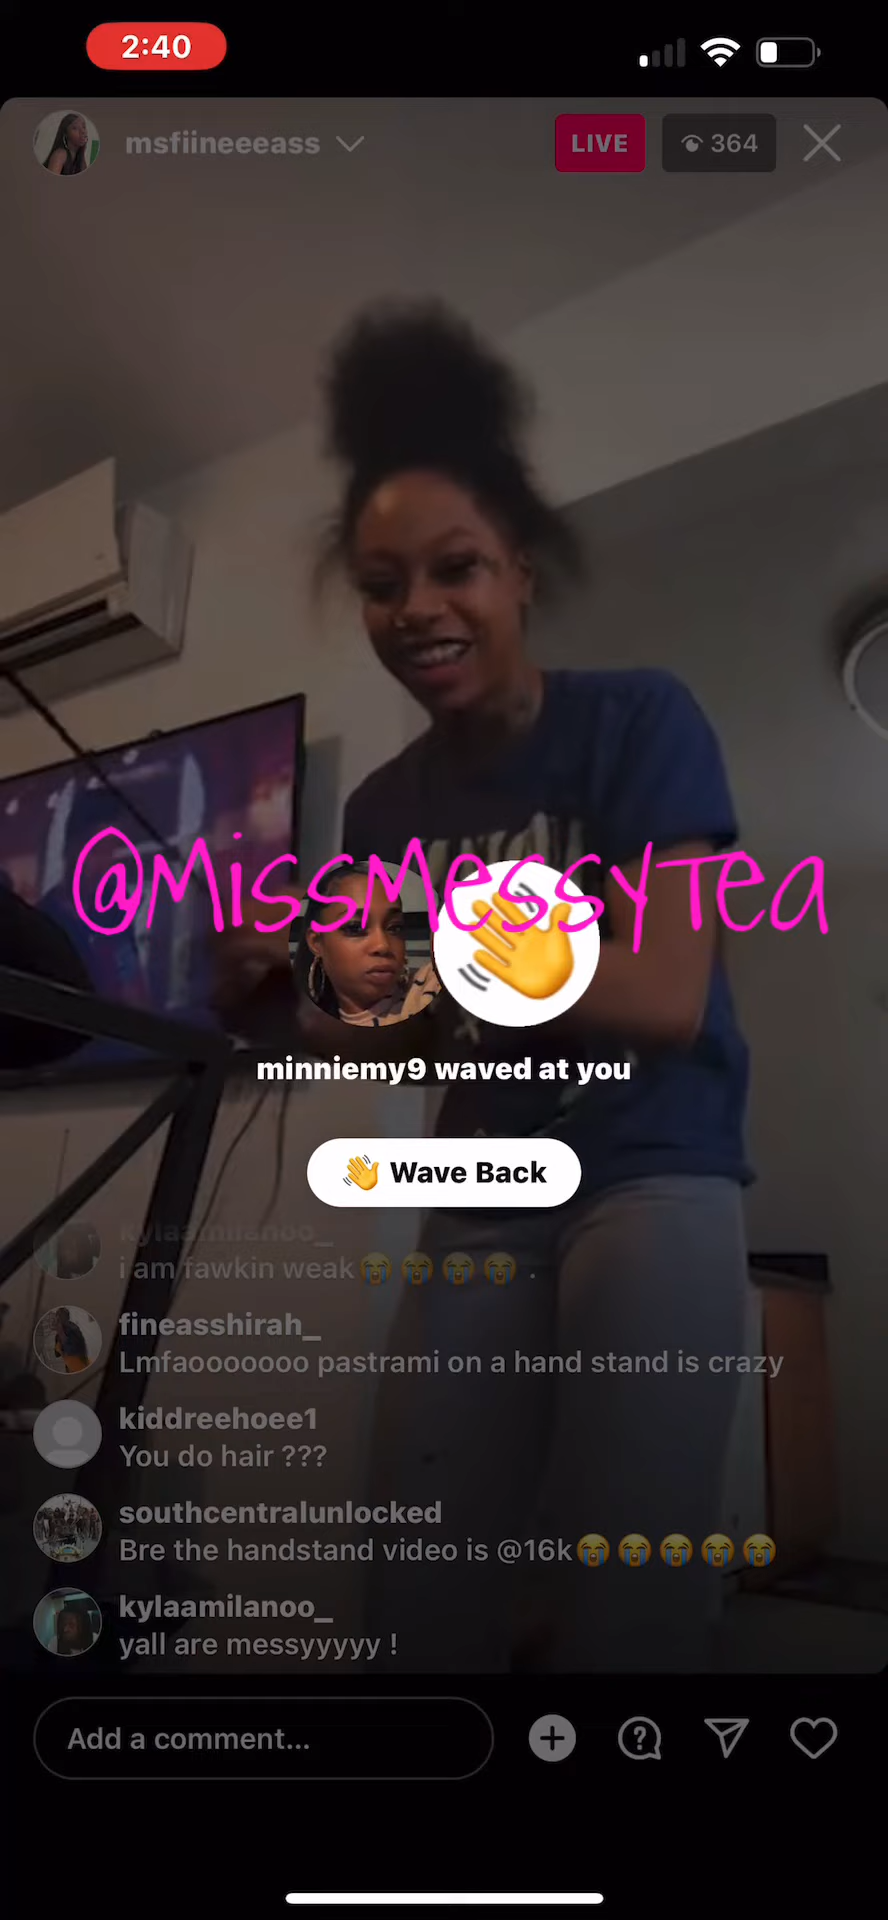 2:40
msfiineeeass
LIVE
364
@MissMessyTea
minniemy9 waved at you
👋 Wave Back
kylaamilanoo_
i am fawkin weak😭😭😭😭 .
fineasshirah_
Lmfaooooooo pastrami on a hand stand is crazy
kiddreehoee1
You do hair ???
southcentralunlocked
Bre the handstand video is @16k😭😭😭😭😭
kylaamilanoo_
yall are messyyyyy !
Add a comment...